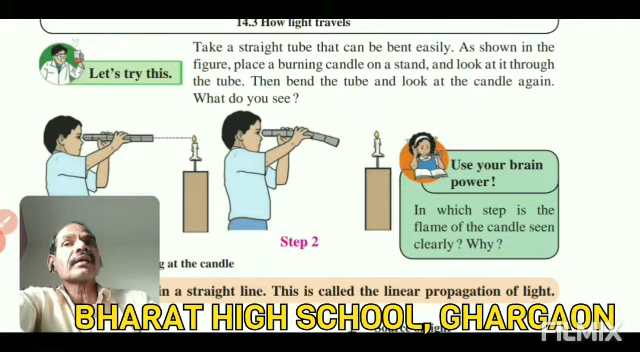 14.3 How light travels
Let's try this.
Take a straight tube that can be bent easily. As shown in the
figure, place a burning candle on a stand, and look at it through
the tube. Then bend the tube and look at the candle again.
What do you see?
Use your brain
power!
In which step is the
flame of the candle seen
clearly? Why?
Step 2
g at the candle
in a straight line. This is called the linear propagation of light.
BHARAT HIGH SCHOOL, GHARGAON
FILMIX